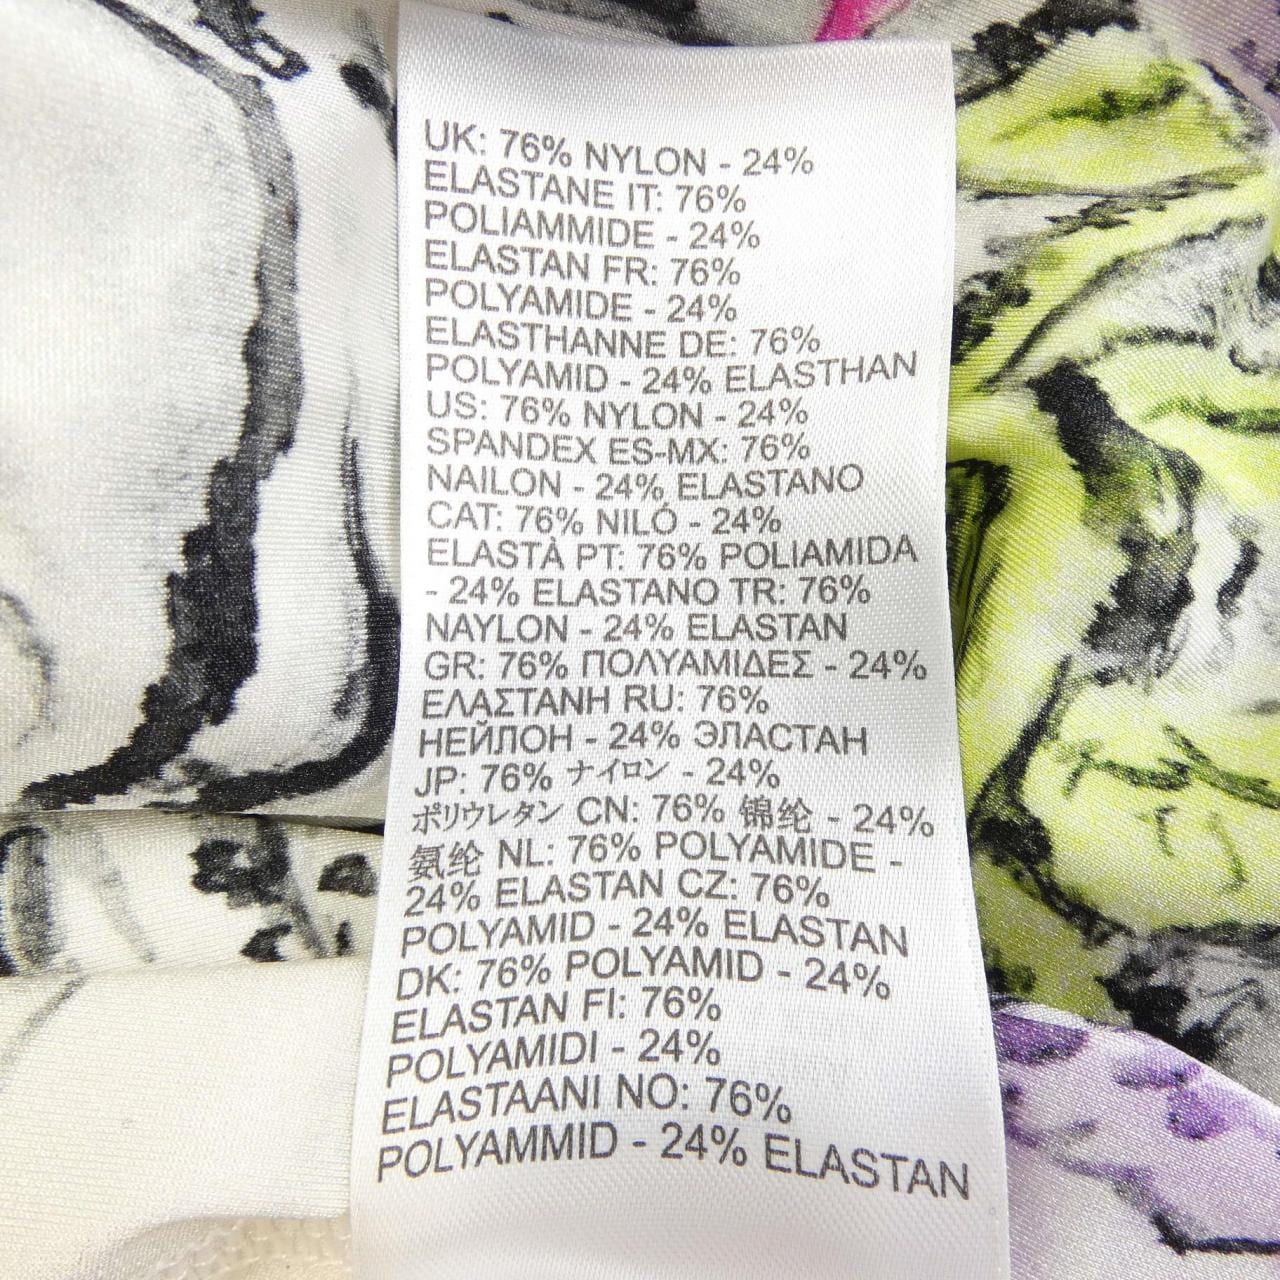 UK: 76% NYLON - 24%
ELASTANE IT: 76%
POLIAMMIDE - 24%
ELASTAN FR: 76%
POLYAMIDE - 24%
ELASTHANNE DE: 76%
POLYAMID - 24% ELASTHAN
US: 76% NYLON - 24%
SPANDEX ES-MX: 76%
NAILON - 24% ELASTANO
CAT: 76% NILÓ - 24%
ELASTÀ PT: 76% POLIAMIDA
- 24% ELASTANO TR: 76%
NAYLON - 24% ELASTAN
GR: 76% ΠΟΛΥΑΜΙΔΕΣ - 24%
ΕΛΑΣΤΑΝΗ RU: 76%
НЕЙЛОН - 24% ЭЛАСТАН
JP: 76% ナイロン - 24%
ポリウレタン CN: 76% 锦纶 - 24%
氨纶 NL: 76% POLYAMIDE -
24% ELASTAN CZ: 76%
POLYAMID - 24% ELASTAN
DK: 76% POLYAMID - 24%
ELASTAN FI: 76%
POLYAMIDI - 24%
ELASTAANI NO: 76%
POLYAMMID - 24% ELASTAN